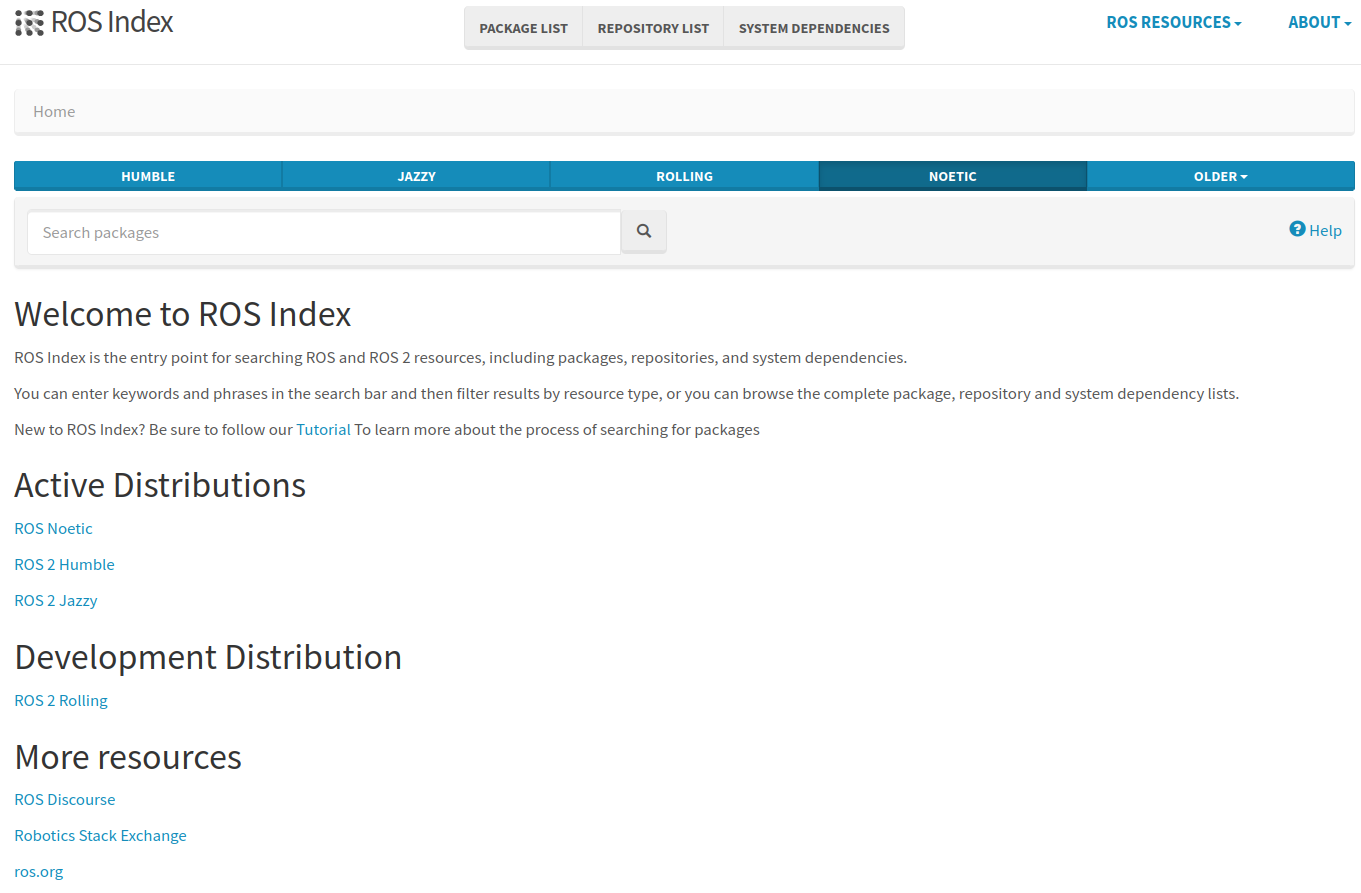 ROS Index
PACKAGE LIST REPOSITORY LIST SYSTEM DEPENDENCIES
ROS RESOURCES ABOUT
Home
HUMBLE JAZZY ROLLING NOETIC OLDER
Search packages
Help
Welcome to ROS Index
ROS Index is the entry point for searching ROS and ROS 2 resources, including packages, repositories, and system dependencies.
You can enter keywords and phrases in the search bar and then filter results by resource type, or you can browse the complete package, repository and system dependency lists.
New to ROS Index? Be sure to follow our Tutorial To learn more about the process of searching for packages
Active Distributions
ROS Noetic
ROS 2 Humble
ROS 2 Jazzy
Development Distribution
ROS 2 Rolling
More resources
ROS Discourse
Robotics Stack Exchange
ros.org